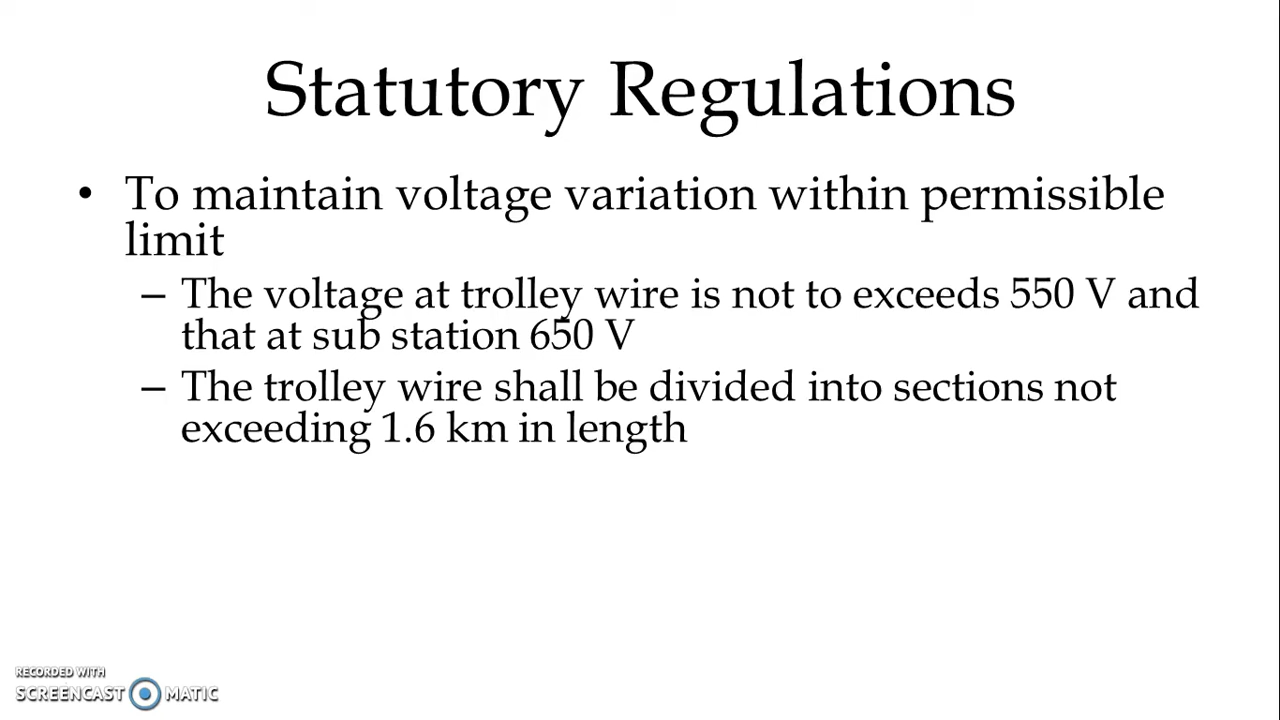 Statutory Regulations
• To maintain voltage variation within permissible
limit
– The voltage at trolley wire is not to exceeds 550 V and
that at sub station 650 V
– The trolley wire shall be divided into sections not
exceeding 1.6 km in length
RECORDED WITH
SCREENCAST MATIC